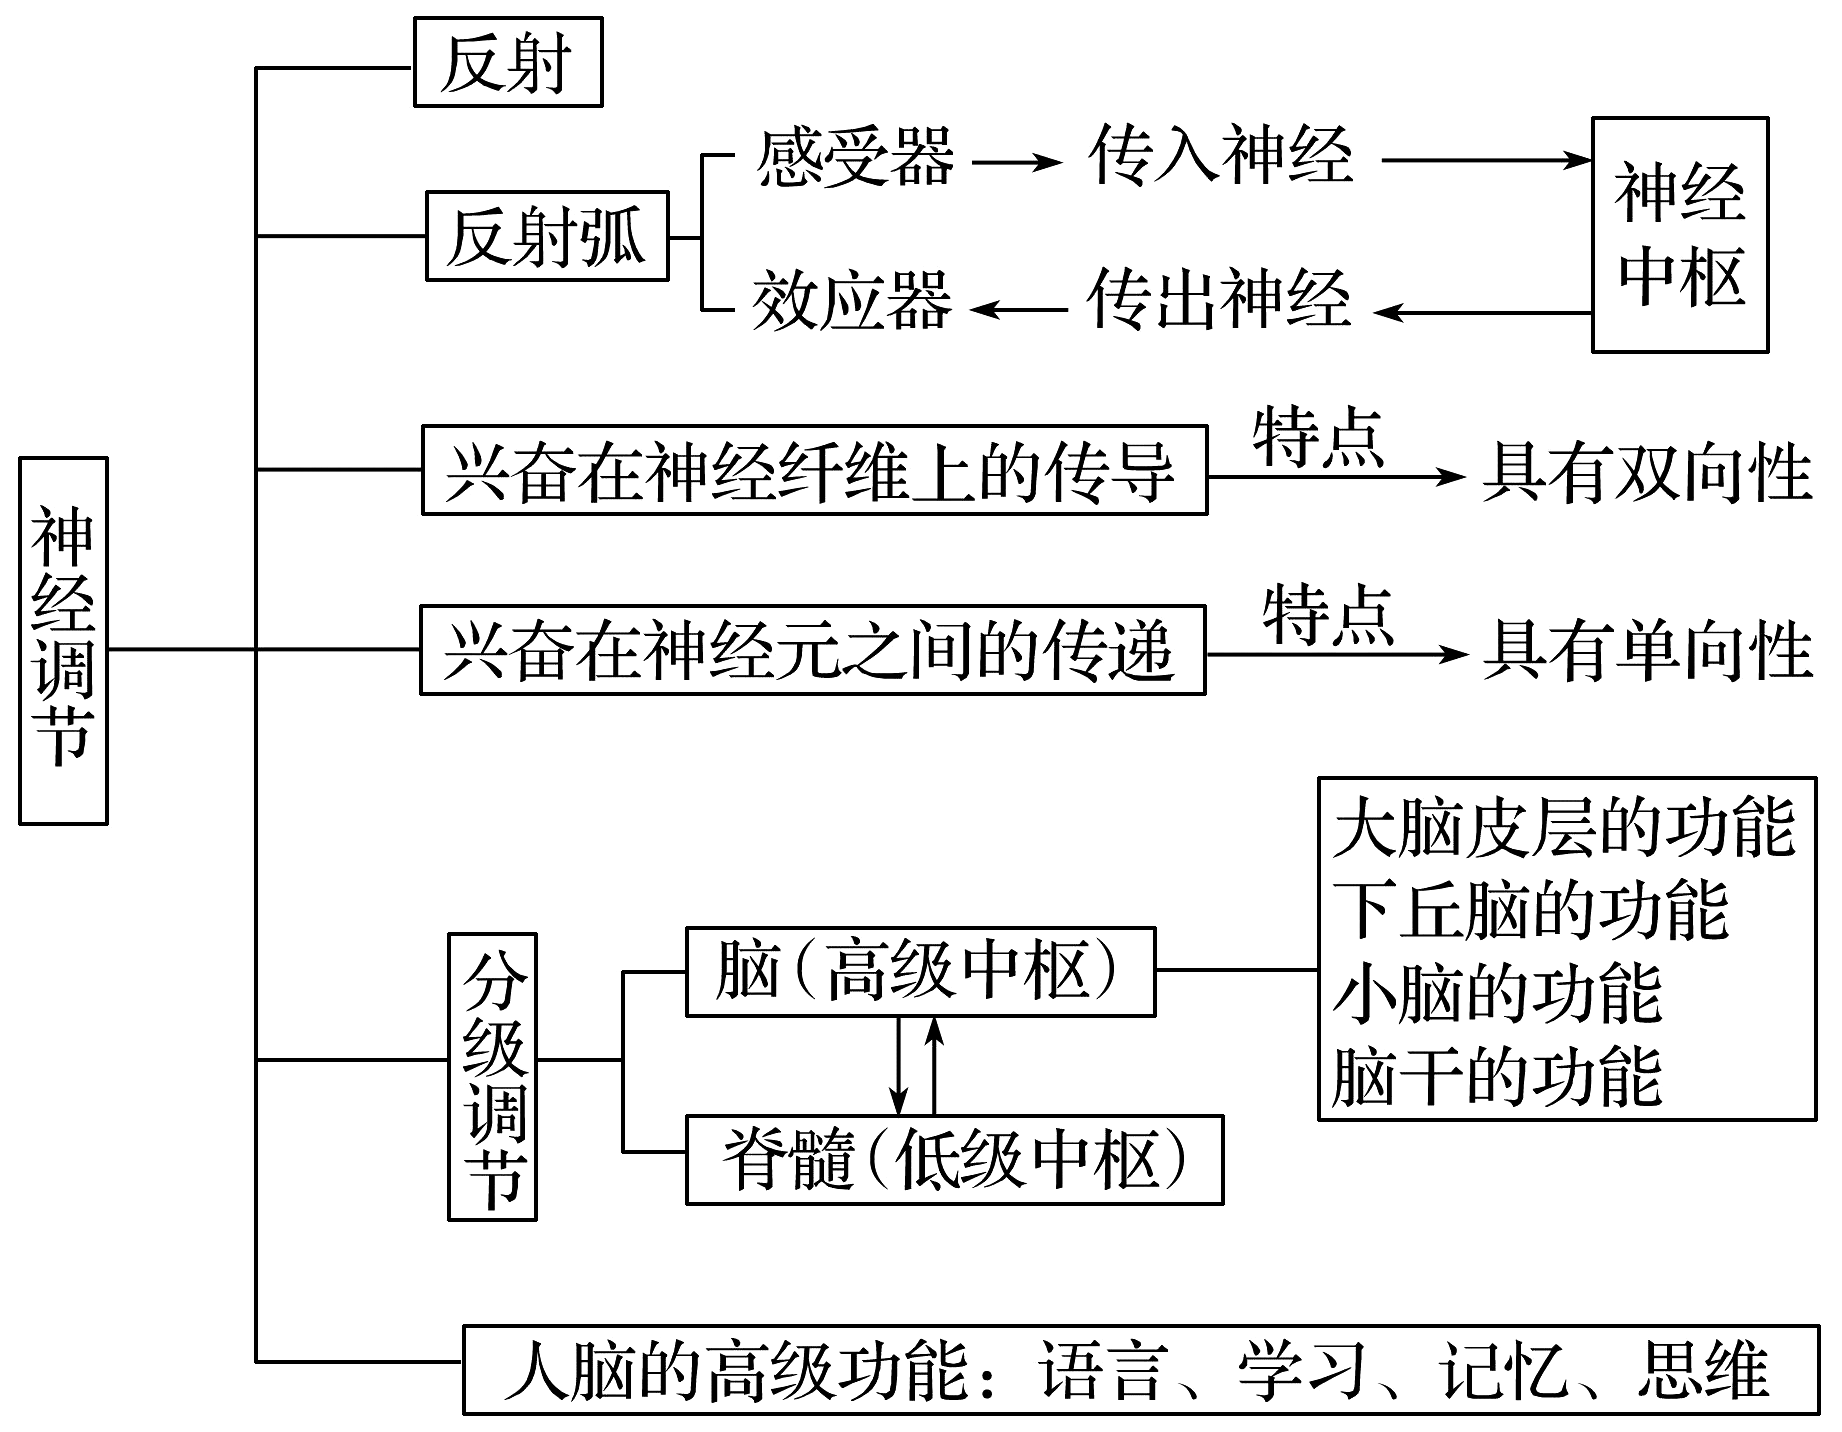 神经调节
反射
反射弧
感受器
传入神经
神经
中枢
效应器
传出神经
兴奋在神经纤维上的传导
特点
具有双向性
兴奋在神经元之间的传递
特点
具有单向性
分级调节
脑(高级中枢)
脊髓(低级中枢)
大脑皮层的功能
下丘脑的功能
小脑的功能
脑干的功能
人脑的高级功能：语言、学习、记忆、思维